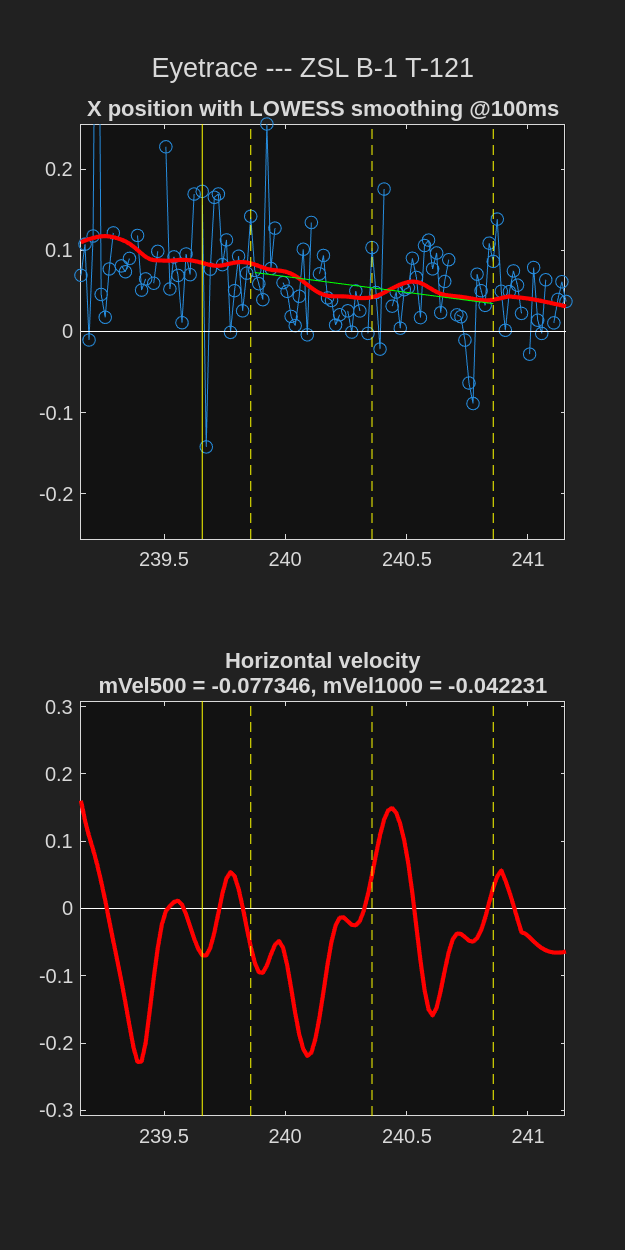 Eyetrace --- ZSL B-1 T-121
X position with LOWESS smoothing @100ms
0.2
0.1
0
-0.1
-0.2
239.5 240 240.5 241
Horizontal velocity
mVel500 = -0.077346, mVel1000 = -0.042231
0.3
0.2
0.1
0
-0.1
-0.2
-0.3
239.5 240 240.5 241